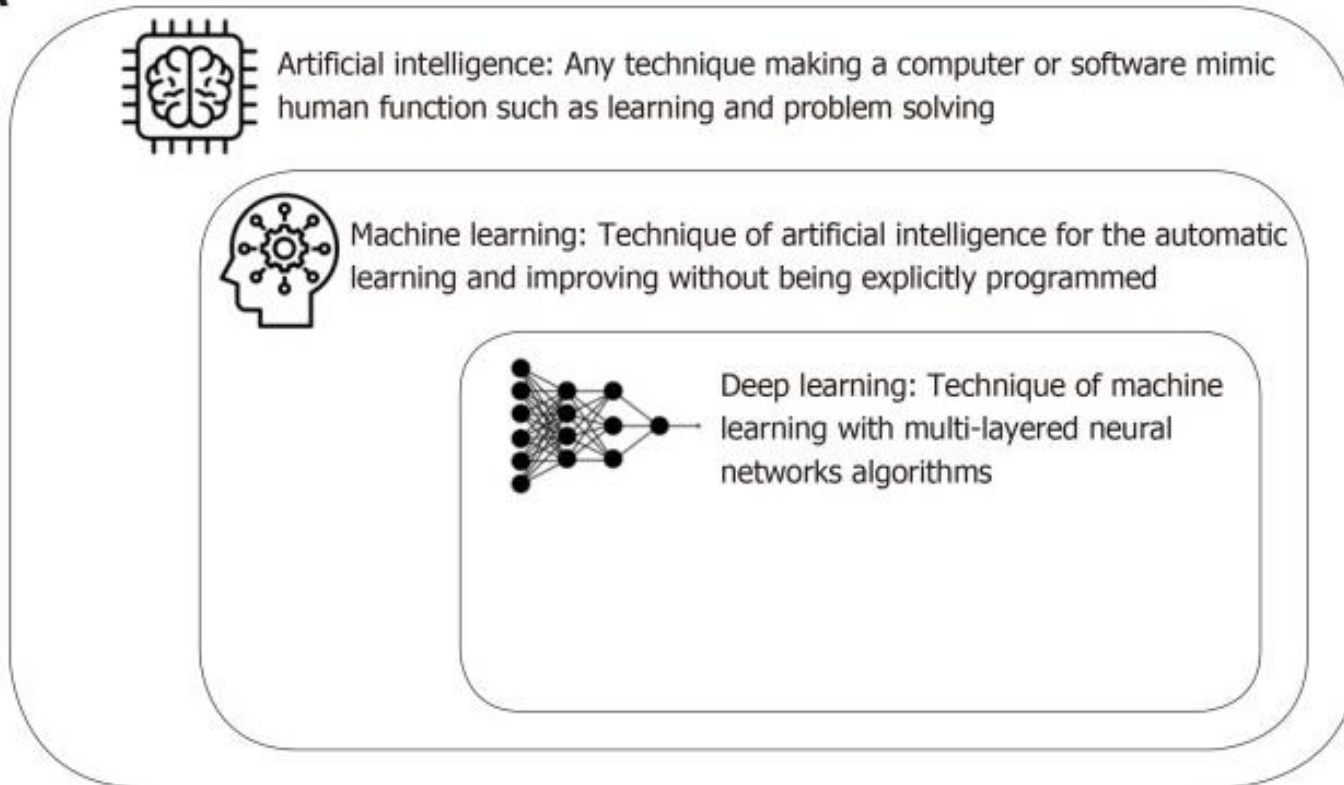 Artificial intelligence: Any technique making a computer or software mimic
human function such as learning and problem solving
Machine learning: Technique of artificial intelligence for the automatic
learning and improving without being explicitly programmed
Deep learning: Technique of machine
learning with multi-layered neural
networks algorithms